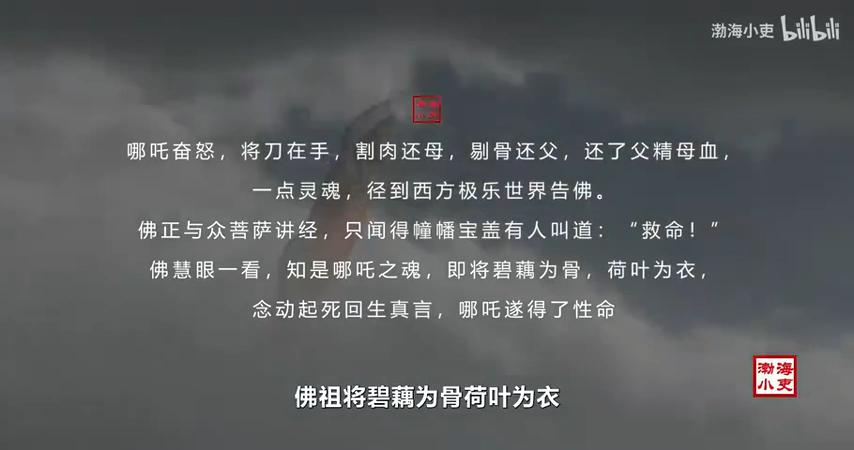 渤海小吏 bilibili
渤海
小吏
哪吒奋怒，将刀在手，割肉还母，剔骨还父，还了父精母血，
一点灵魂，径到西方极乐世界告佛。
佛正与众菩萨讲经，只闻得幢幡宝盖有人叫道：“救命！”
佛慧眼一看，知是哪吒之魂，即将碧藕为骨，荷叶为衣，
念动起死回生真言，哪吒遂得了性命
渤海
小吏
佛祖将碧藕为骨荷叶为衣